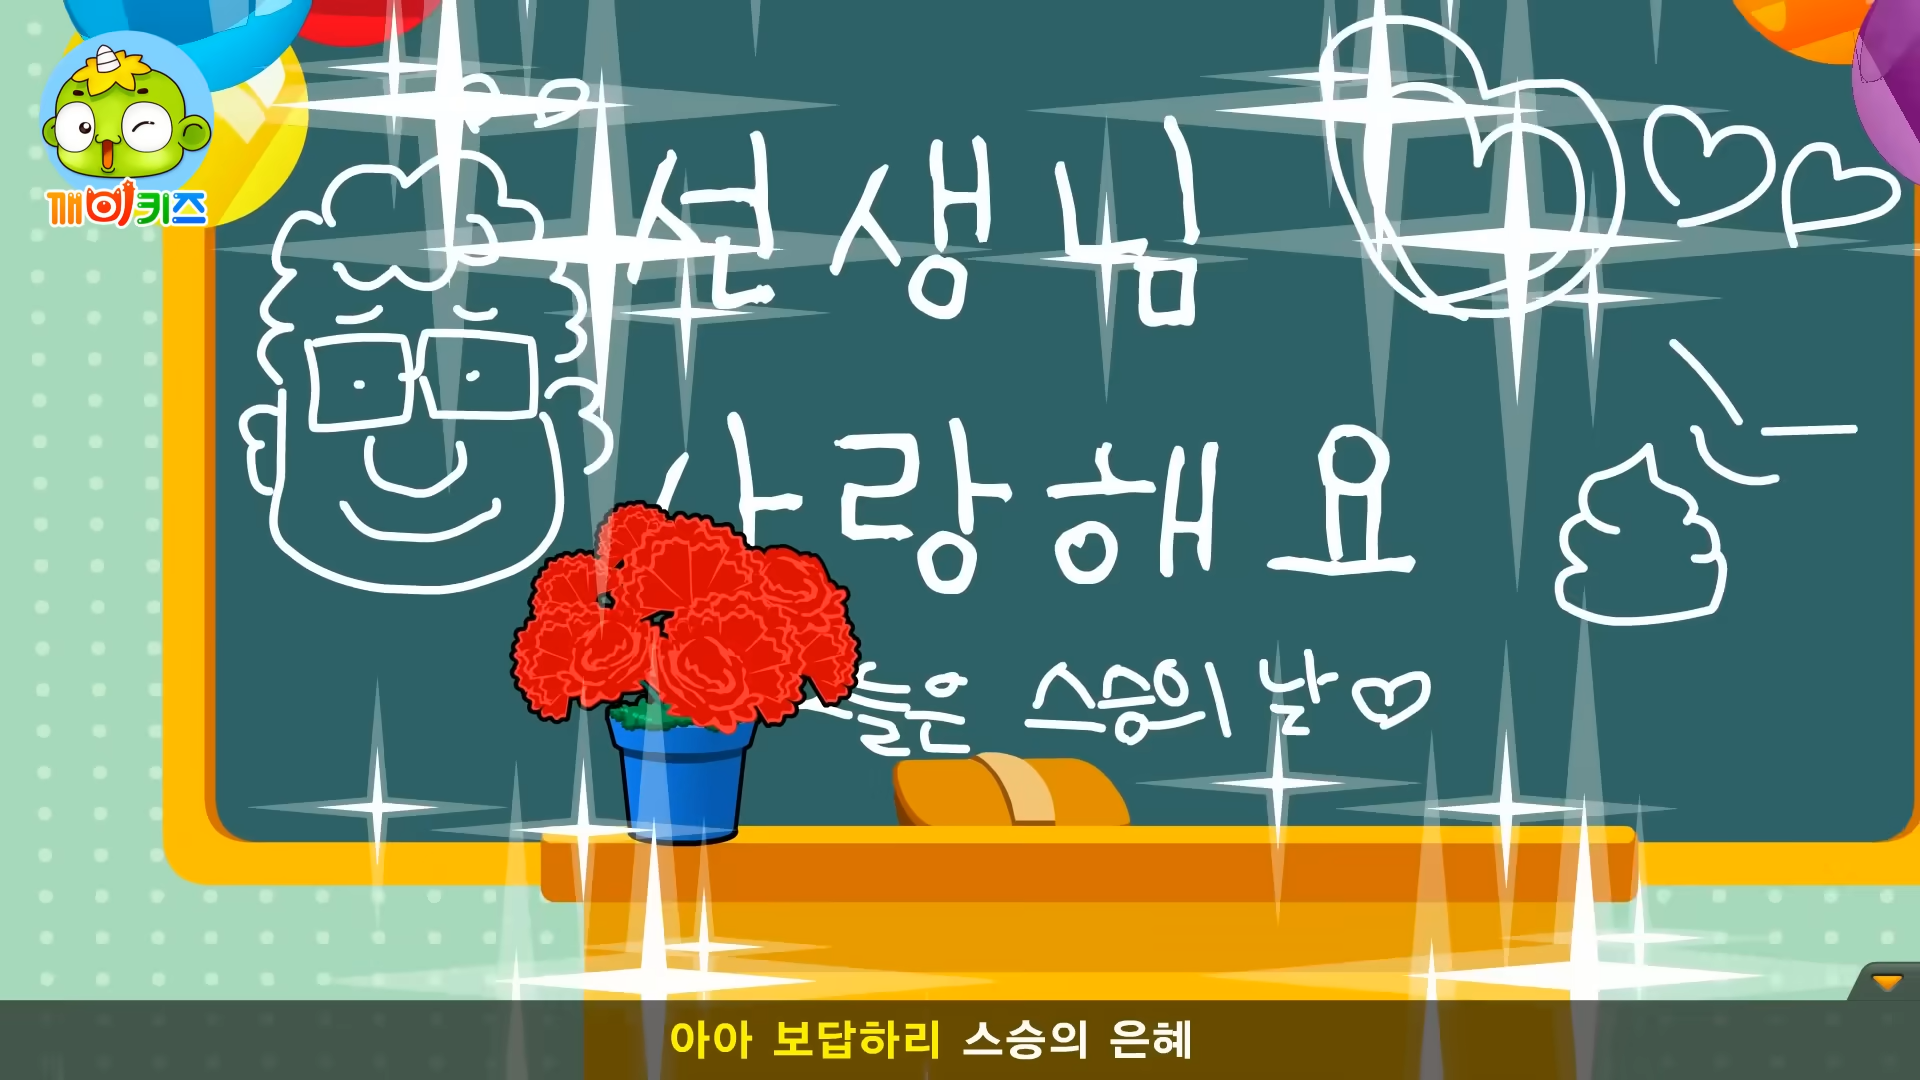 깨비키즈
선생님
사랑해요
은 스승의 날
아아 보답하리 스승의 은혜